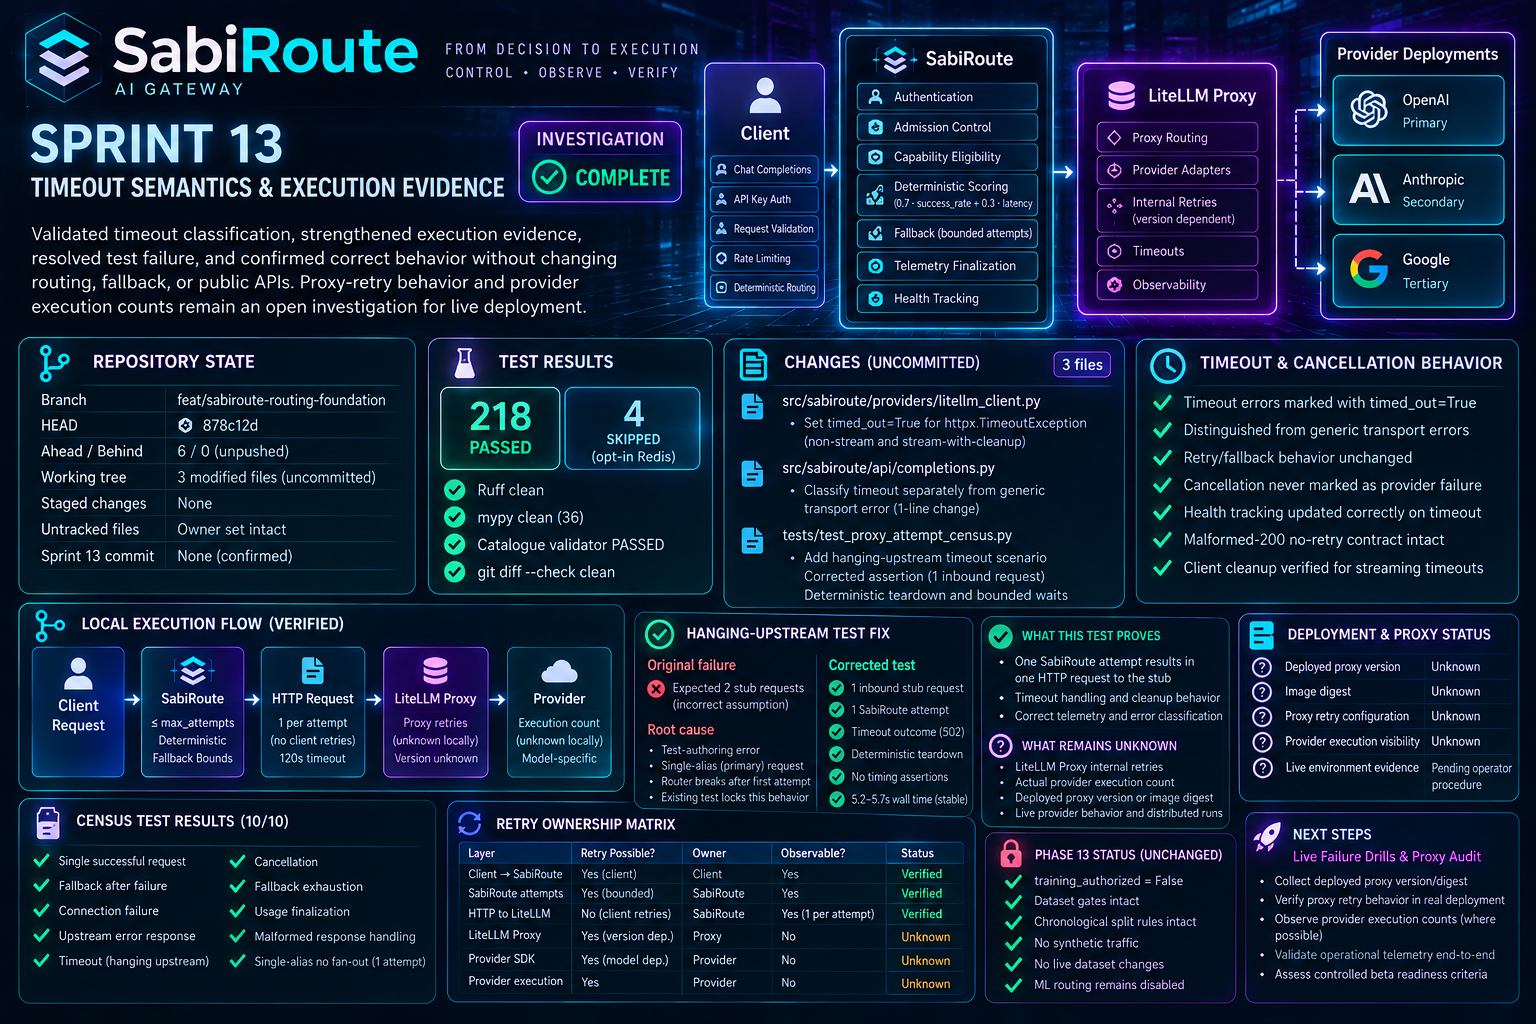 SabiRoute
AI GATEWAY
FROM DECISION TO EXECUTION
CONTROL • OBSERVE • VERIFY
SPRINT 13
TIMEOUT SEMANTICS & EXECUTION EVIDENCE
INVESTIGATION
COMPLETE
Validated timeout classification, strengthened execution evidence,
resolved test failure, and confirmed correct behavior without changing
routing, fallback, or public APIs. Proxy-retry behavior and provider
execution counts remain an open investigation for live deployment.
Client
Chat Completions
API Key Auth
Request Validation
Rate Limiting
Deterministic Routing
SabiRoute
Authentication
Admission Control
Capability Eligibility
Deterministic Scoring
(0.7 · success_rate + 0.3 · latency
Fallback (bounded attempts)
Telemetry Finalization
Health Tracking
LiteLLM Proxy
Proxy Routing
Provider Adapters
Internal Retries
(version dependent)
Timeouts
Observability
Provider Deployments
OpenAI
Primary
Anthropic
Secondary
Google
Tertiary
REPOSITORY STATE
Branch feat/sabiroute-routing-foundation
HEAD 878c12d
Ahead / Behind 6 / 0 (unpushed)
Working tree 3 modified files (uncommitted)
Staged changes None
Untracked files Owner set intact
Sprint 13 commit None (confirmed)
TEST RESULTS
218
PASSED
4
SKIPPED
(opt-in Redis)
Ruff clean
mypy clean (36)
Catalogue validator PASSED
git diff --check clean
CHANGES (UNCOMMITTED)
3 files
src/sabiroute/providers/litellm_client.py
• Set timed_out=True for httpx.TimeoutException
(non-stream and stream-with-cleanup)
src/sabiroute/api/completions.py
• Classify timeout separately from generic
transport error (1-line change)
tests/test_proxy_attempt_census.py
• Add hanging-upstream timeout scenario
Corrected assertion (1 inbound request)
Deterministic teardown and bounded waits
TIMEOUT & CANCELLATION BEHAVIOR
Timeout errors marked with timed_out=True
Distinguished from generic transport errors
Retry/fallback behavior unchanged
Cancellation never marked as provider failure
Health tracking updated correctly on timeout
Malformed-200 no-retry contract intact
Client cleanup verified for streaming timeouts
LOCAL EXECUTION FLOW (VERIFIED)
Client
Request
SabiRoute
≤ max_attempts
Deterministic
Fallback Bounds
HTTP Request
1 per attempt
(no client retries)
120s timeout
LiteLLM Proxy
Proxy retries
(unknown locally)
Version unknown
Provider
Execution count
(unknown locally)
Model-specific
HANGING-UPSTREAM TEST FIX
Original failure
Expected 2 stub requests
(incorrect assumption)
Root cause
• Test-authoring error
• Single-alias (primary) request
• Router breaks after first attempt
• Existing test locks this behavior
Corrected test
1 inbound stub request
1 SabiRoute attempt
Timeout outcome (502)
Deterministic teardown
No timing assertions
5.2–5.7s wall time (stable)
WHAT THIS TEST PROVES
• One SabiRoute attempt results in
one HTTP request to the stub
• Timeout handling and cleanup behavior
• Correct telemetry and error classification
WHAT REMAINS UNKNOWN
• LiteLLM Proxy internal retries
• Actual provider execution count
• Deployed proxy version or image digest
• Live provider behavior and distributed runs
DEPLOYMENT & PROXY STATUS
Deployed proxy version Unknown
Image digest Unknown
Proxy retry configuration Unknown
Provider execution visibility Unknown
Live environment evidence Pending operator
procedure
CENSUS TEST RESULTS (10/10)
Single successful request
Fallback after failure
Connection failure
Upstream error response
Timeout (hanging upstream)
Cancellation
Fallback exhaustion
Usage finalization
Malformed response handling
Single-alias no fan-out (1 attempt)
RETRY OWNERSHIP MATRIX
Layer Retry Possible? Owner Observable? Status
Client → SabiRoute Yes (client) Client Yes Verified
SabiRoute attempts Yes (bounded) SabiRoute Yes Verified
HTTP to LiteLLM No (client retries) SabiRoute Yes (1 per attempt) Verified
LiteLLM Proxy Yes (version dep.) Proxy No Unknown
Provider SDK Yes (model dep.) Provider No Unknown
Provider execution Yes Provider No Unknown
PHASE 13 STATUS (UNCHANGED)
training_authorized = False
Dataset gates intact
Chronological split rules intact
No synthetic traffic
No live dataset changes
ML routing remains disabled
NEXT STEPS
Live Failure Drills & Proxy Audit
• Collect deployed proxy version/digest
• Verify proxy retry behavior in real deployment
• Observe provider execution counts (where
possible)
• Validate operational telemetry end-to-end
• Assess controlled beta readiness criteria